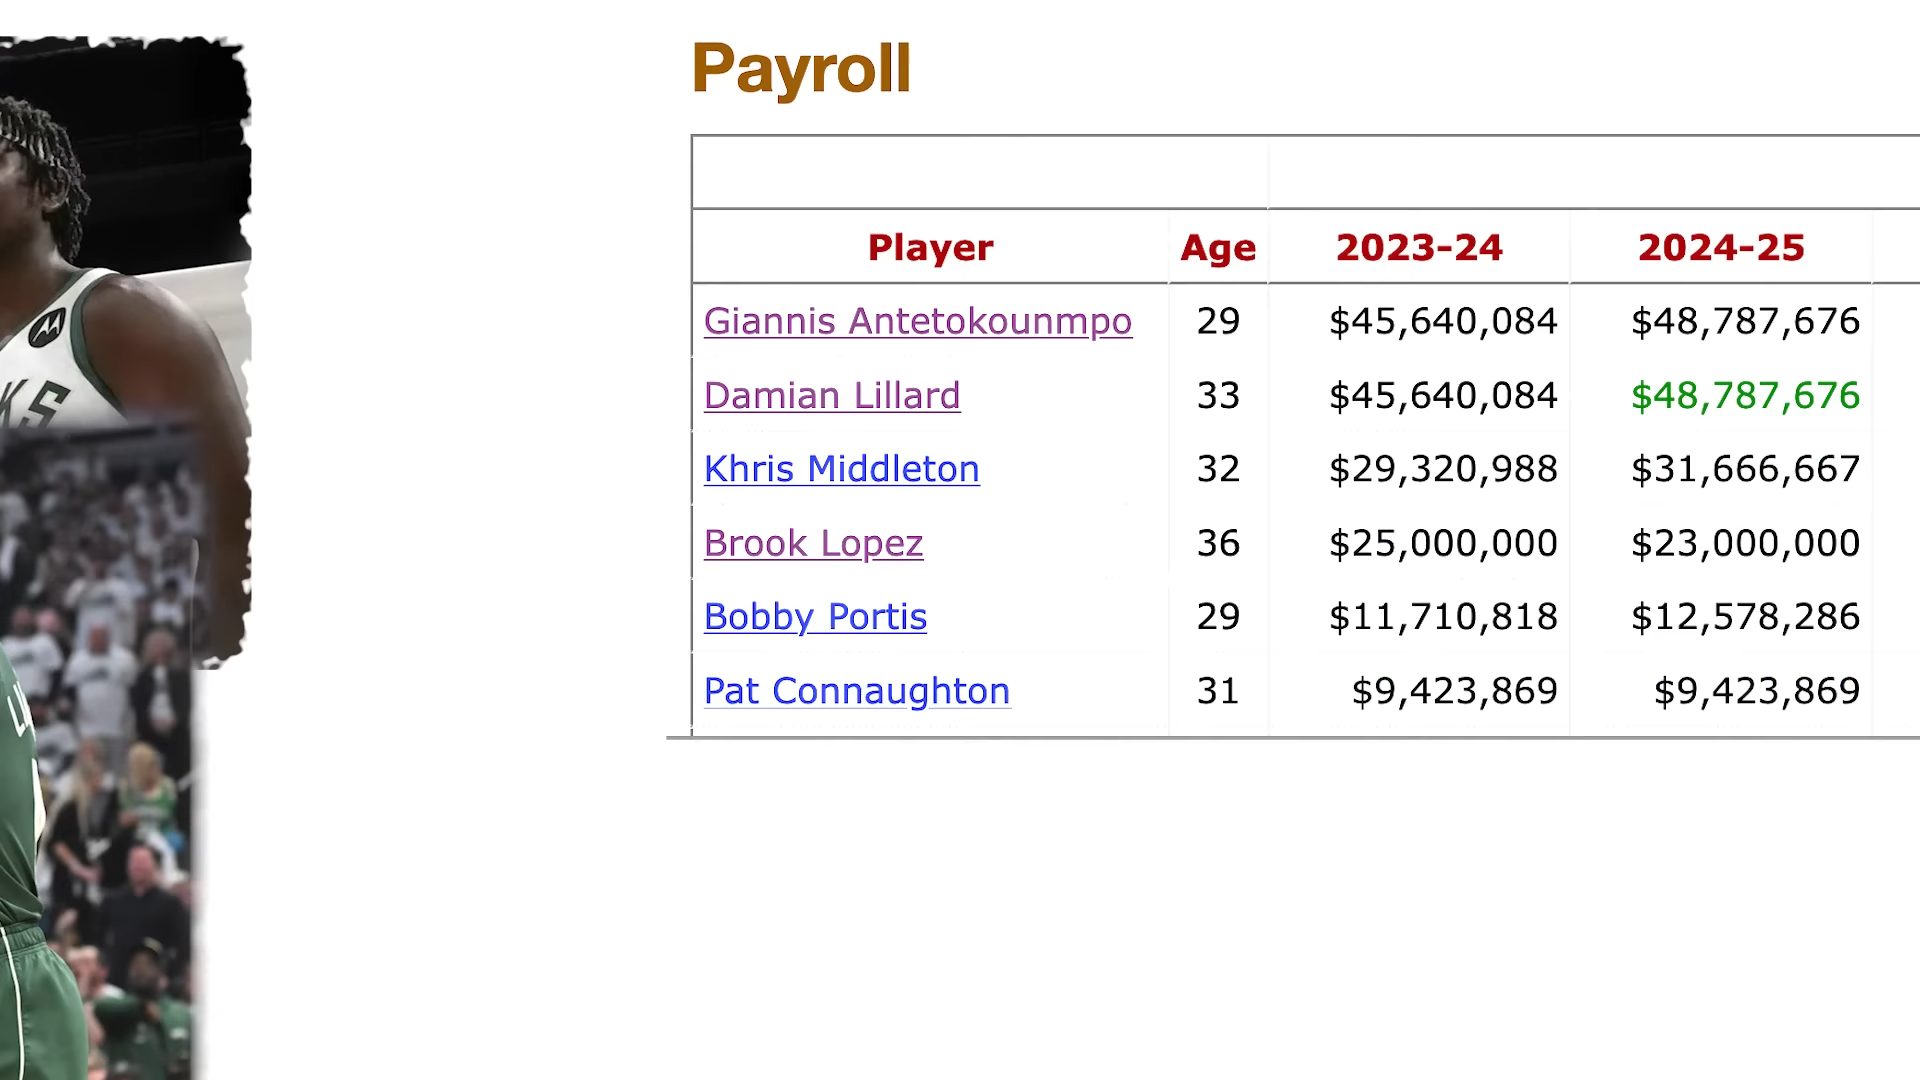 Payroll
Player Age 2023-24 2024-25
Giannis Antetokounmpo 29 $45,640,084 $48,787,676
Damian Lillard 33 $45,640,084 $48,787,676
Khris Middleton 32 $29,320,988 $31,666,667
Brook Lopez 36 $25,000,000 $23,000,000
Bobby Portis 29 $11,710,818 $12,578,286
Pat Connaughton 31 $9,423,869 $9,423,869
KS